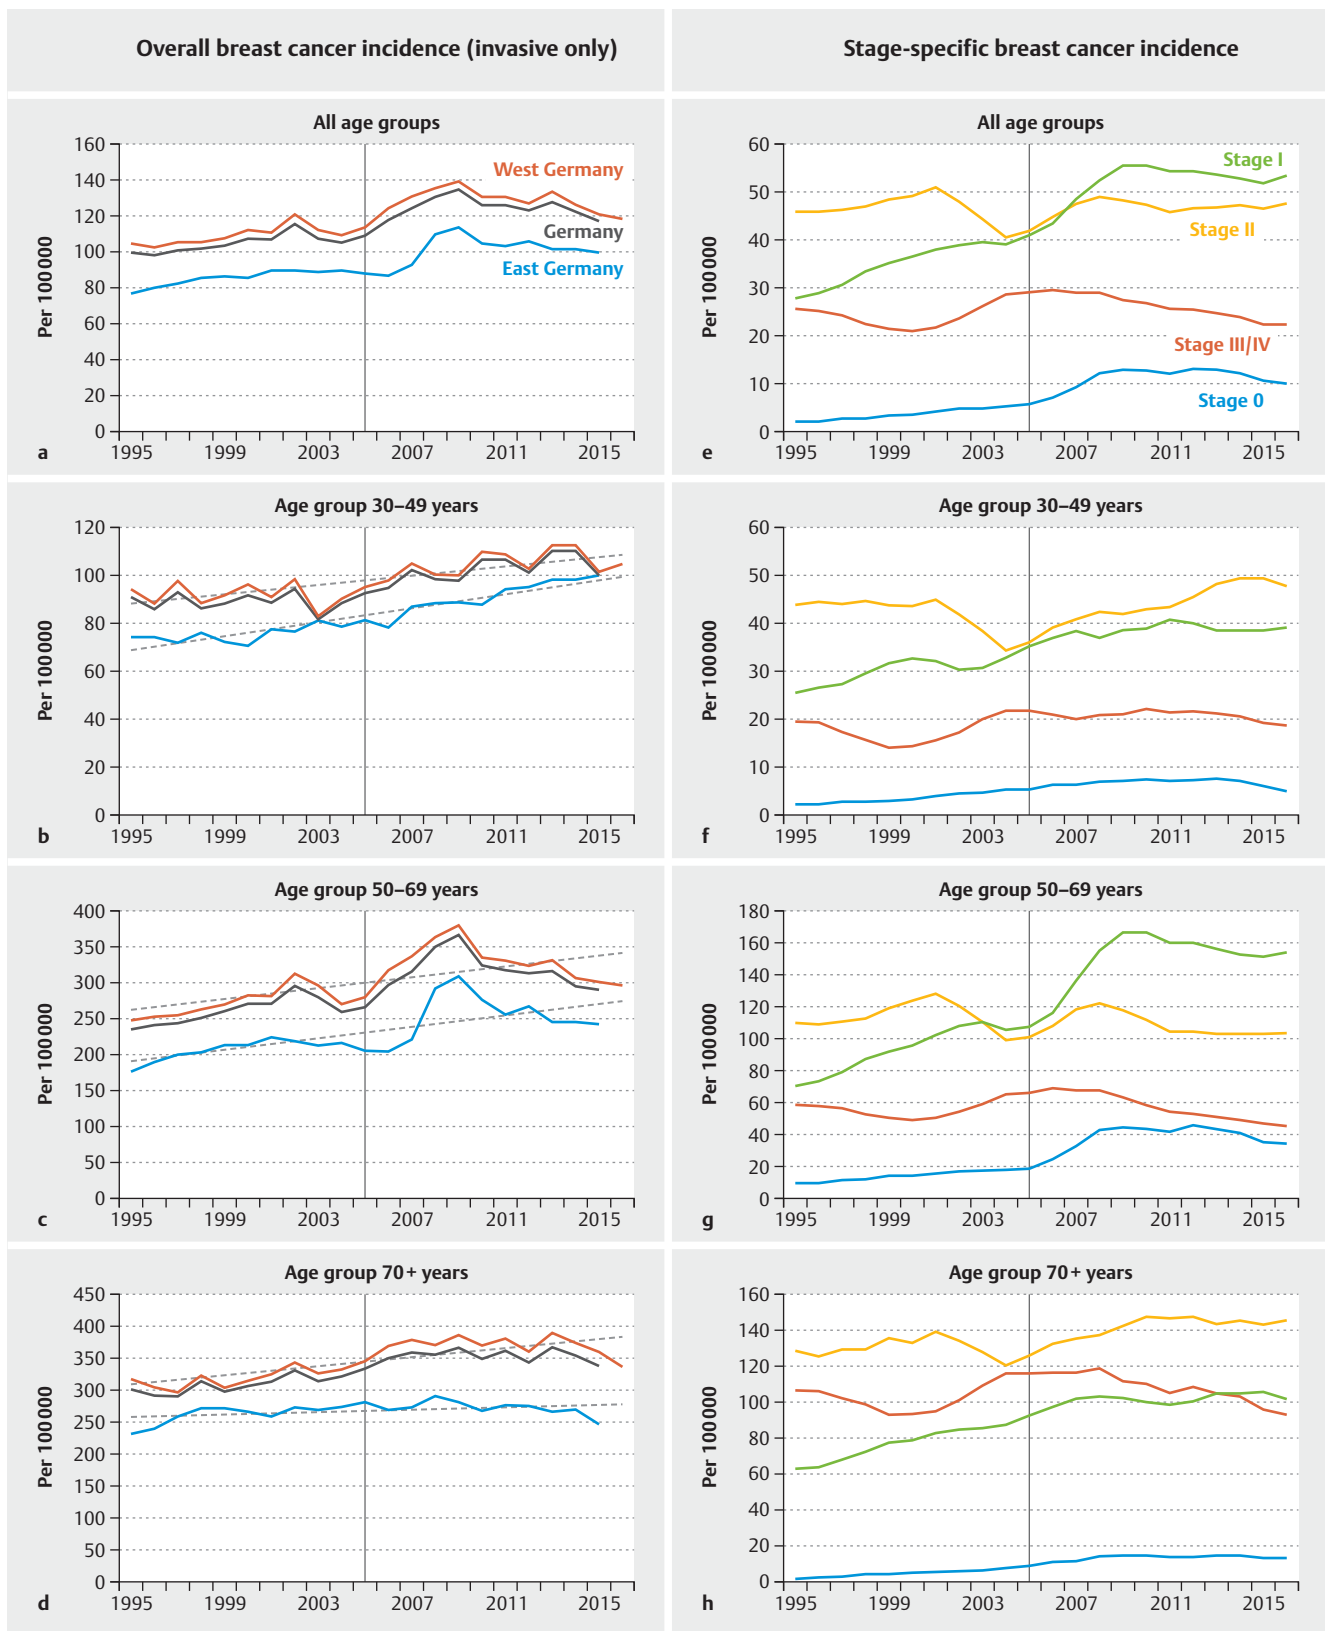 Overall breast cancer incidence (invasive only)
Stage-specific breast cancer incidence
All age groups
Per 100 000
160
140
120
100
80
60
40
20
0
West Germany
Germany
East Germany
1995 1999 2003 2007 2011 2015
a
All age groups
Per 100 000
60
50
40
30
20
10
0
Stage I
Stage II
Stage III/IV
Stage 0
1995 1999 2003 2007 2011 2015
e
Age group 30–49 years
Per 100 000
120
100
80
60
40
20
0
1995 1999 2003 2007 2011 2015
b
Age group 30–49 years
Per 100 000
60
50
40
30
20
10
0
1995 1999 2003 2007 2011 2015
f
Age group 50–69 years
Per 100 000
400
350
300
250
200
150
100
50
0
1995 1999 2003 2007 2011 2015
c
Age group 50–69 years
Per 100 000
180
160
140
120
100
80
60
40
20
0
1995 1999 2003 2007 2011 2015
g
Age group 70+ years
Per 100 000
450
400
350
300
250
200
150
100
50
0
1995 1999 2003 2007 2011 2015
d
Age group 70+ years
Per 100 000
160
140
120
100
80
60
40
20
0
1995 1999 2003 2007 2011 2015
h